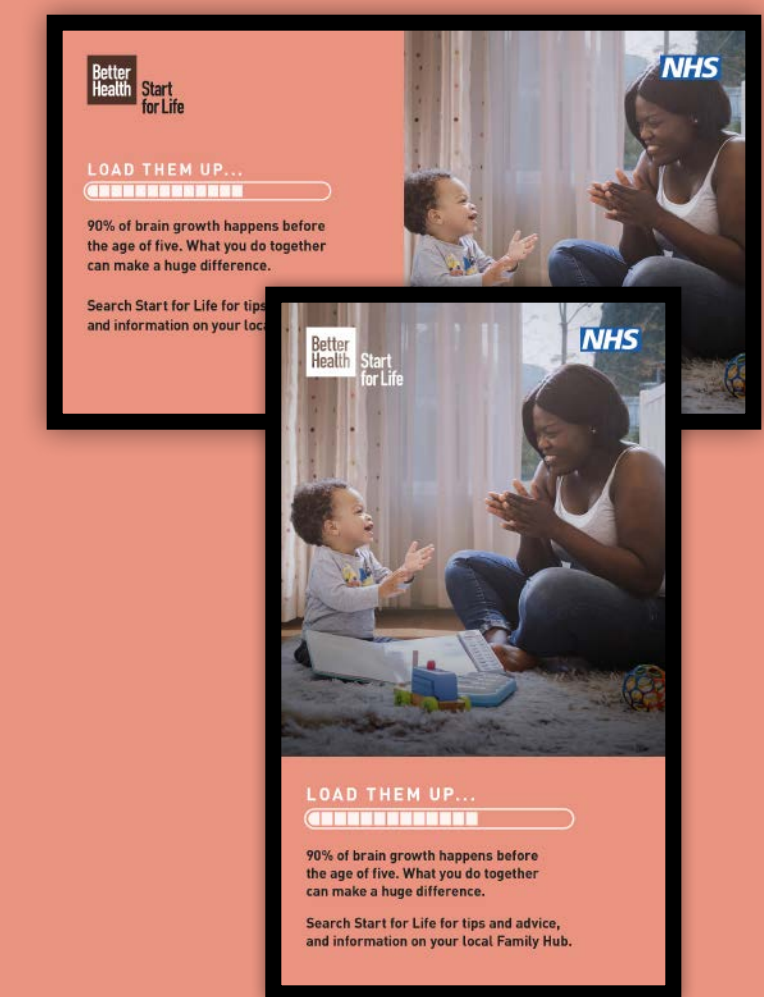 Better
Health
Start
for Life
NHS
LOAD THEM UP...
90% of brain growth happens before
the age of five. What you do together
can make a huge difference.
Search Start for Life for tips
and information on your
Better
Health
Start
for Life
NHS
LOAD THEM UP...
90% of brain growth happens before
the age of five. What you do together
can make a huge difference.
Search Start for Life for tips and advice,
and information on your local Family Hub.